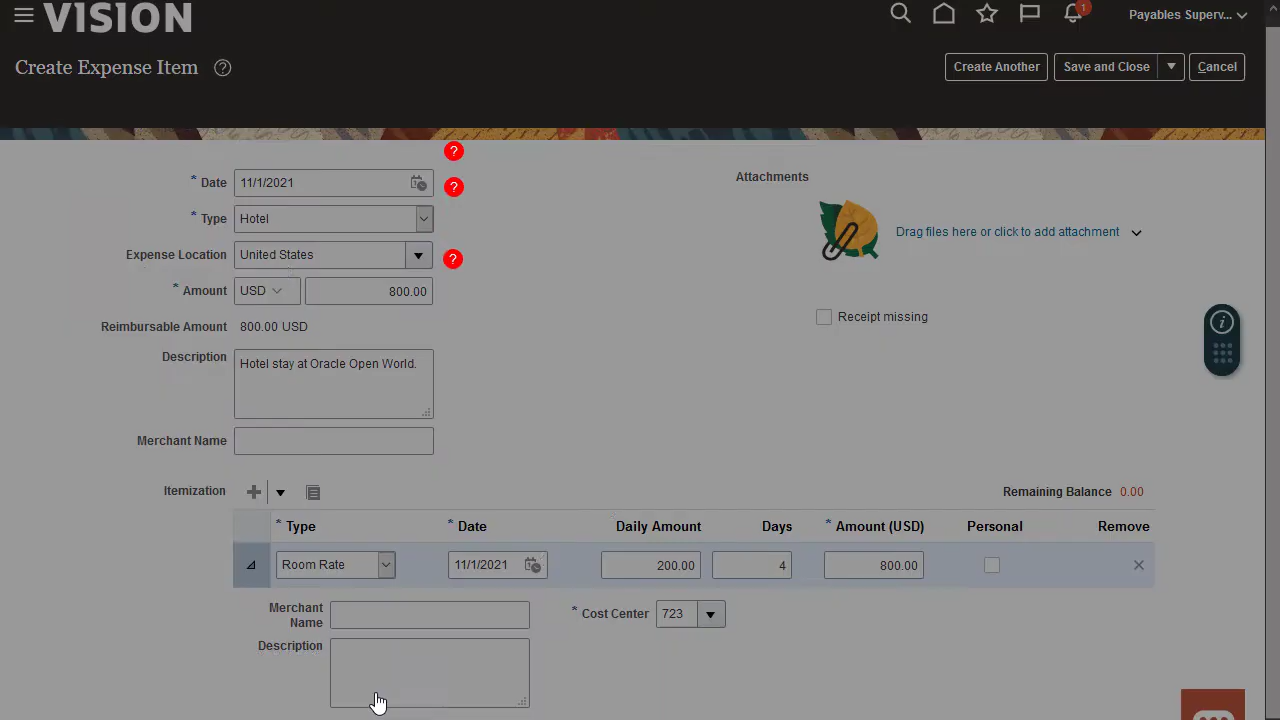 VISION
1
Payables Superv...
Create Expense Item ?
Create Another
Save and Close
Cancel
?
* Date 11/1/2021
?
Attachments
* Type Hotel
Drag files here or click to add attachment
Expense Location United States
?
* Amount USD 800.00
Receipt missing
i
Reimbursable Amount 800.00 USD
Description Hotel stay at Oracle Open World.
Merchant Name
Itemization
Remaining Balance 0.00
* Type * Date Daily Amount Days * Amount (USD) Personal Remove
Room Rate 11/1/2021 200.00 4 800.00
Merchant
Name
* Cost Center 723
Description